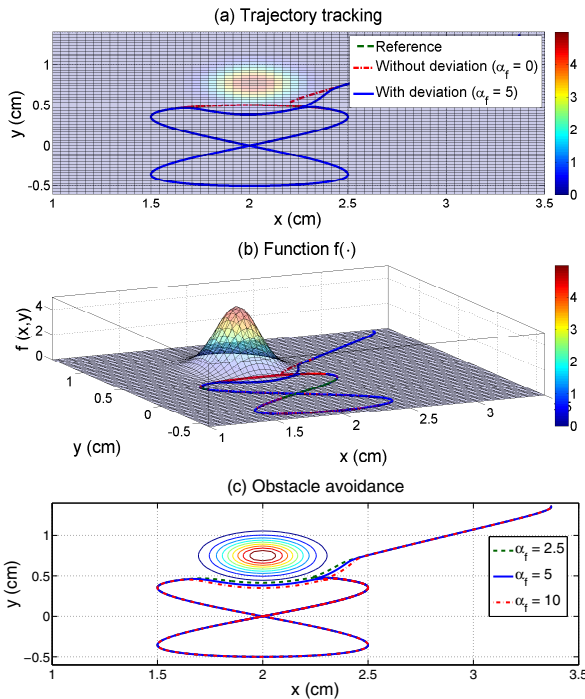 (a) Trajectory tracking
Reference
Without deviation (α_f = 0)
With deviation (α_f = 5)
y (cm)
1
0.5
0
-0.5
1
1.5
2
2.5
3
3.5
x (cm)
5
4
3
2
1
0
(b) Function f(·)
f (x,y)
4
2
0
1
0.5
0
-0.5
y (cm)
1
1.5
2
2.5
3
x (cm)
5
4
3
2
1
0
(c) Obstacle avoidance
y (cm)
1
0.5
0
−0.5
1
1.5
2
2.5
3
3.5
x (cm)
α_f = 2.5
α_f = 5
α_f = 10